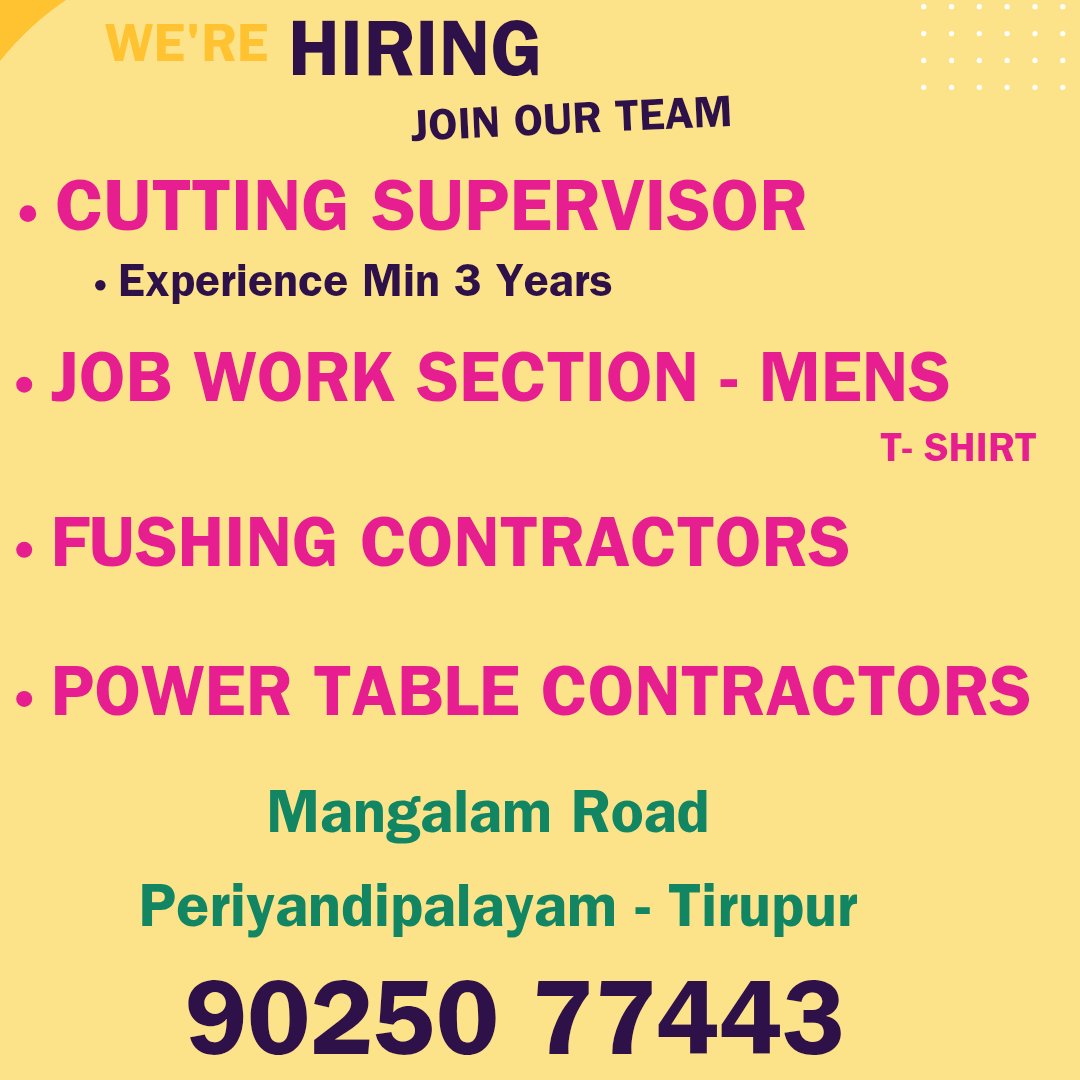 WE'RE HIRING
JOIN OUR TEAM
• CUTTING SUPERVISOR
• Experience Min 3 Years
• JOB WORK SECTION - MENS
T- SHIRT
• FUSHING CONTRACTORS
• POWER TABLE CONTRACTORS
Mangalam Road
Periyandipalayam - Tirupur
90250 77443